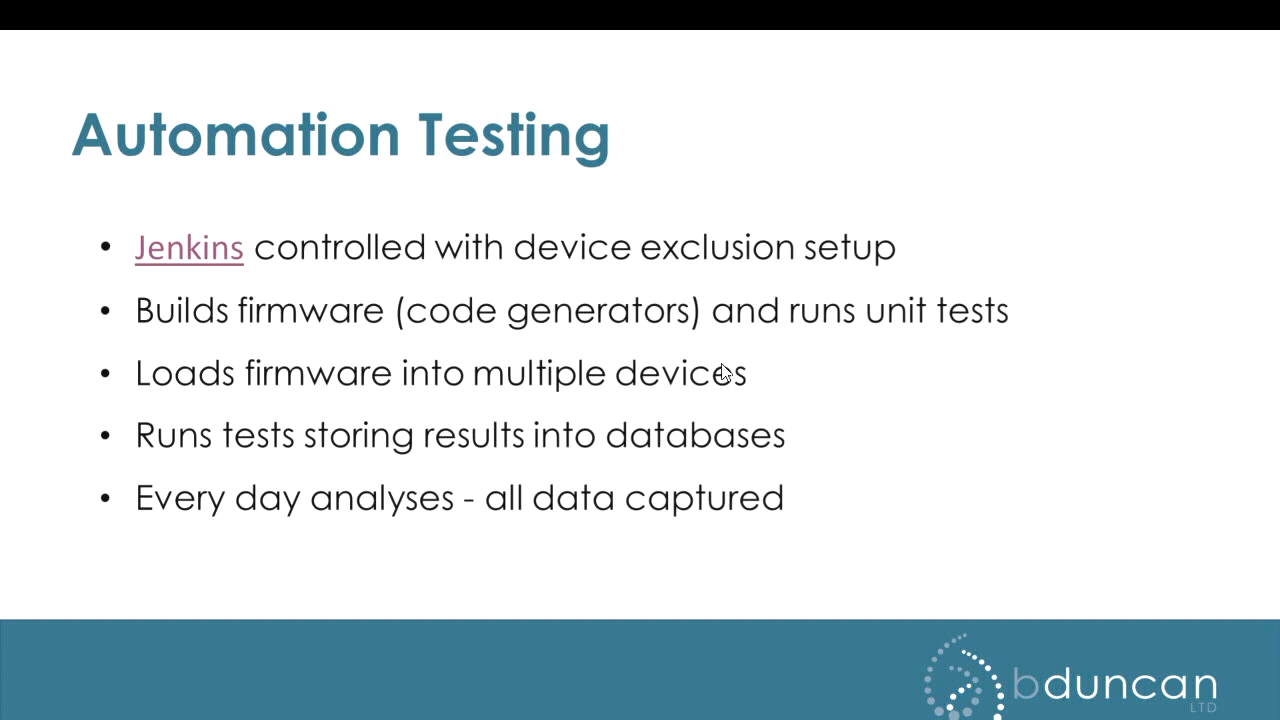 Automation Testing
• Jenkins controlled with device exclusion setup
• Builds firmware (code generators) and runs unit tests
• Loads firmware into multiple devices
• Runs tests storing results into databases
• Every day analyses - all data captured
bduncan
LTD